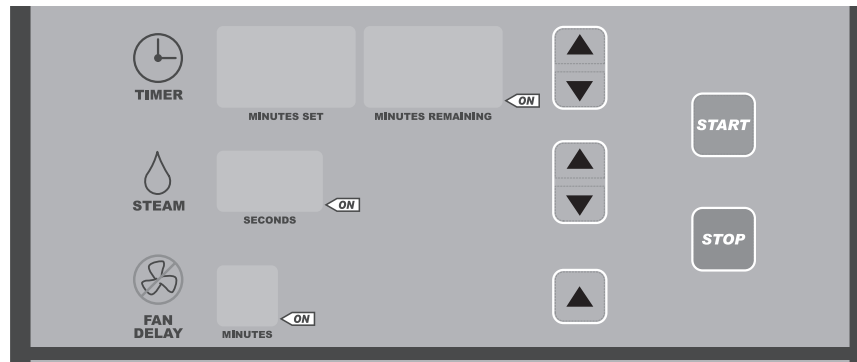 TIMER
MINUTES SET
MINUTES REMAINING
ON
START
STEAM
SECONDS
ON
STOP
FAN
DELAY
MINUTES
ON